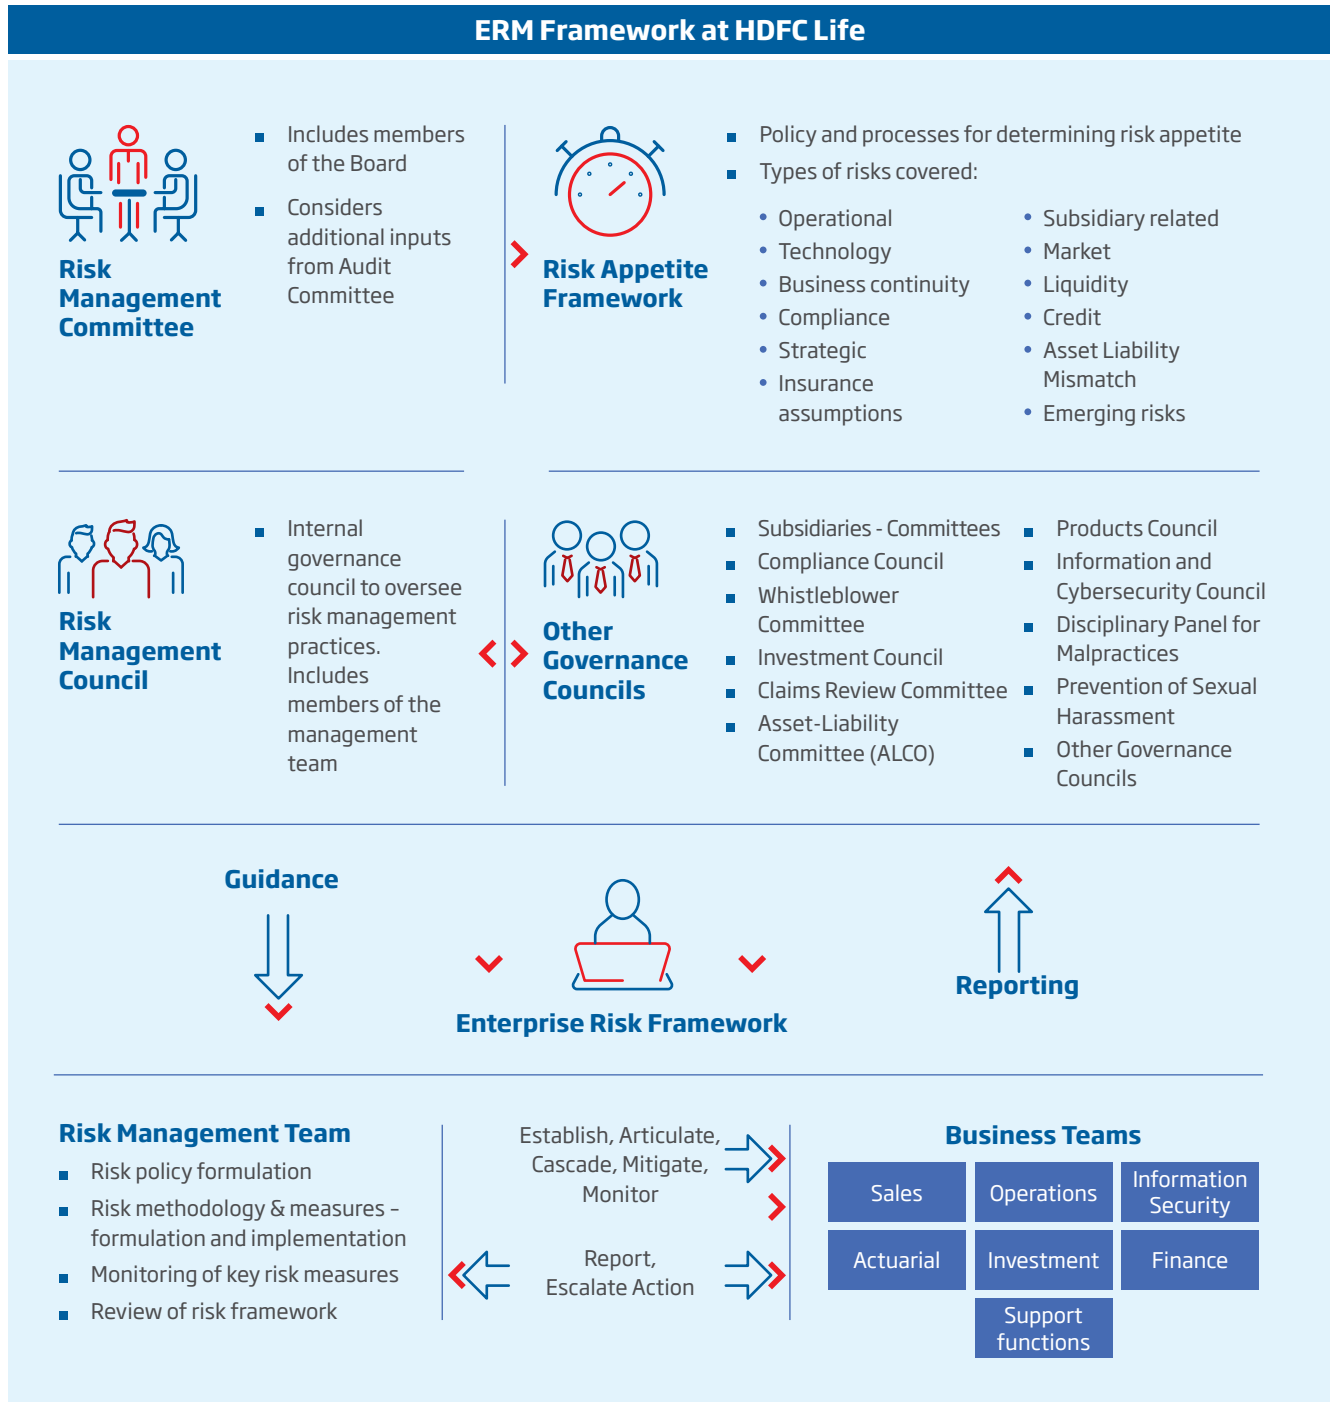 ERM Framework at HDFC Life
Risk
Management
Committee
Includes members
of the Board
Considers
additional inputs
from Audit
Committee
Risk Appetite
Framework
Policy and processes for determining risk appetite
Types of risks covered:
Operational
Technology
Business continuity
Compliance
Strategic
Insurance
assumptions
Subsidiary related
Market
Liquidity
Credit
Asset Liability
Mismatch
Emerging risks
Risk
Management
Council
Internal
governance
council to oversee
risk management
practices.
Includes
members of the
management
team
Other
Governance
Councils
Subsidiaries - Committees
Compliance Council
Whistleblower
Committee
Investment Council
Claims Review Committee
Asset-Liability
Committee (ALCO)
Products Council
Information and
Cybersecurity Council
Disciplinary Panel for
Malpractices
Prevention of Sexual
Harassment
Other Governance
Councils
Guidance
Enterprise Risk Framework
Reporting
Risk Management Team
Risk policy formulation
Risk methodology & measures –
formulation and implementation
Monitoring of key risk measures
Review of risk framework
Establish, Articulate,
Cascade, Mitigate,
Monitor
Report,
Escalate Action
Business Teams
Sales
Operations
Information
Security
Actuarial
Investment
Finance
Support
functions